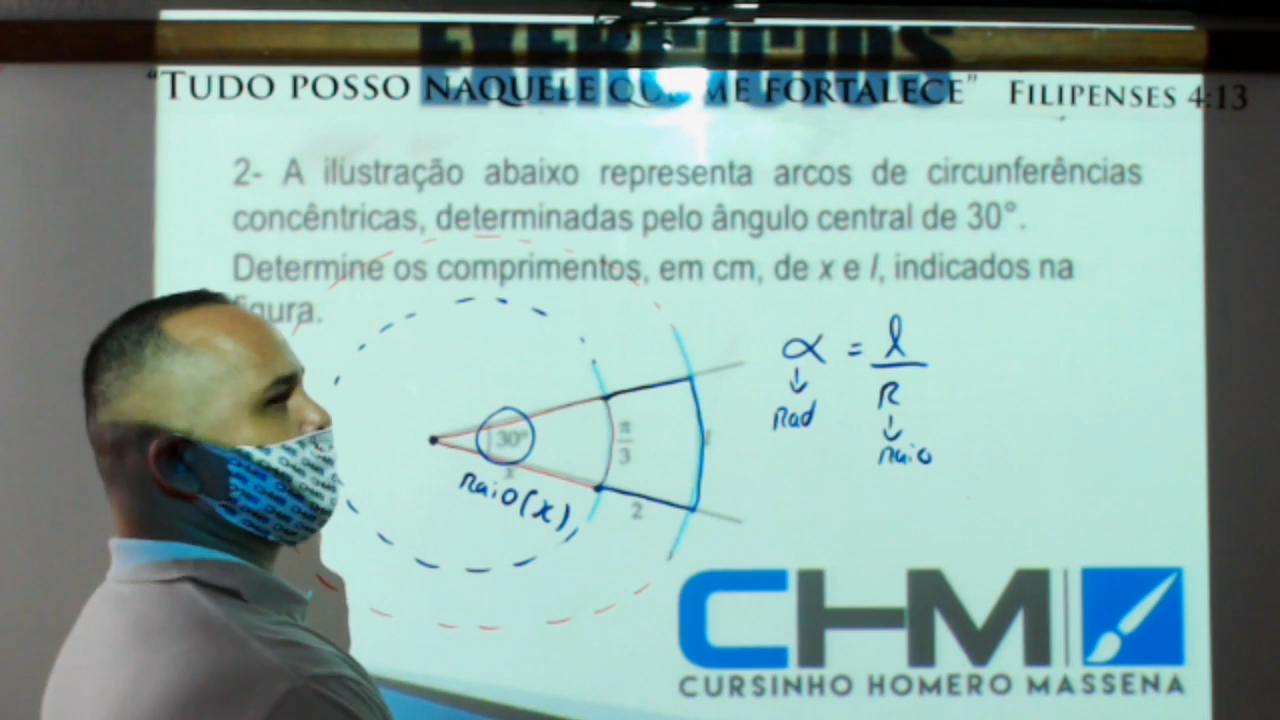 EXERCÍCIOS
“TUDO POSSO NAQUELE QUE ME FORTALECE” FILIPENSES 4:13
2- A ilustração abaixo representa arcos de circunferências
concêntricas, determinadas pelo ângulo central de 30°.
Determine os comprimentos, em cm, de x e l, indicados na
figura.
α = l / R
Rad
Raio
30°
π/3
l
x
Raio (x)
2
CHM
CURSINHO HOMERO MASSENA